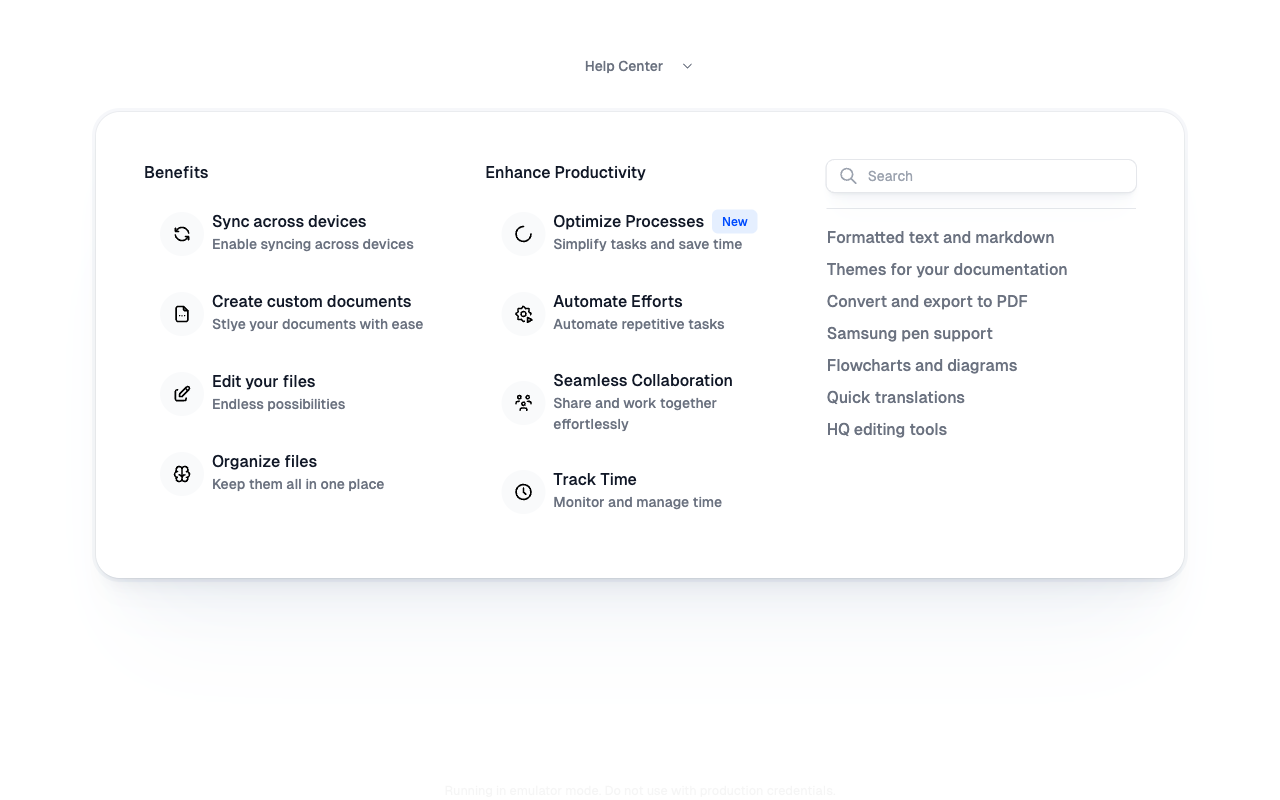 Help Center
Benefits
Sync across devices
Enable syncing across devices
Create custom documents
Stlye your documents with ease
Edit your files
Endless possibilities
Organize files
Keep them all in one place
Enhance Productivity
Optimize Processes New
Simplify tasks and save time
Automate Efforts
Automate repetitive tasks
Seamless Collaboration
Share and work together
effortlessly
Track Time
Monitor and manage time
Search
Formatted text and markdown
Themes for your documentation
Convert and export to PDF
Samsung pen support
Flowcharts and diagrams
Quick translations
HQ editing tools
Running in emulator mode. Do not use with production credentials.